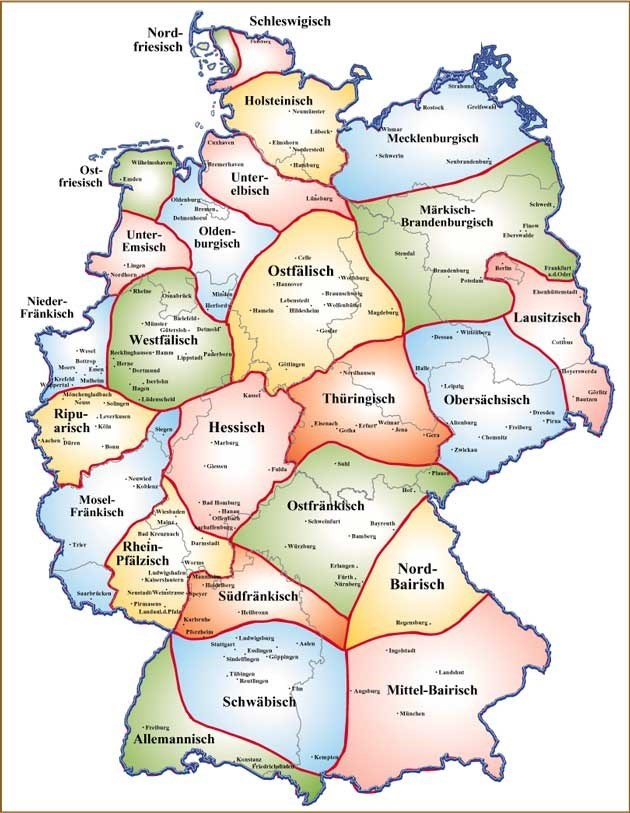 Schleswigisch
Nord-
friesisch
Flensburg
Holsteinisch
Neumünster
Lübeck
Elmshorn
Norderstedt
Hamburg
Stralsund
Rostock
Greifswald
Wismar
Mecklenburgisch
Schwerin
Neubrandenburg
Cuxhaven
Bremerhaven
Unter-
elbisch
Lüneburg
Ost-
friesisch
Wilhelmshaven
Emden
Oldenburg
Bremen
Delmenhorst
Olden-
burgisch
Unter-
Emsisch
Lingen
Nordhorn
Märkisch-
Brandenburgisch
Schwedt
Finow
Eberswalde
Stendal
Brandenburg
Potsdam
Berlin
Frankfurt
a.d.Oder
Ostfälisch
Celle
Hannover
Wolfsburg
Braunschweig
Lebenstedt
Wolfenbüttel
Hameln
Hildesheim
Magdeburg
Goslar
Göttingen
Minden
Herford
Eisenhüttenstadt
Lausitzisch
Cottbus
Hoyerswerda
Görlitz
Bautzen
Nieder-
Fränkisch
Wesel
Bottrop
Moers
Essen
Krefeld
Mülheim
Wuppertal
Rheine
Osnabrück
Bielefeld
Münster
Gütersloh
Detmold
Westfälisch
Recklinghausen
Hamm
Lippstadt
Paderborn
Herne
Dortmund
Iserlohn
Hagen
Lüdenscheid
Dessau
Wittenberg
Halle
Leipzig
Obersächsisch
Altenburg
Dresden
Freiberg
Pirna
Chemnitz
Zwickau
Nordhausen
Thüringisch
Eisenach
Gotha
Erfurt
Weimar
Jena
Gera
Kassel
Hessisch
Marburg
Giessen
Fulda
Bad Homburg
Hanau
Offenbach
Aschaffenburg
Mönchengladbach
Neuss
Solingen
Ripu-
arisch
Leverkusen
Köln
Aachen
Düren
Bonn
Siegen
Mosel-
Fränkisch
Neuwied
Koblenz
Trier
Saarbrücken
Wiesbaden
Mainz
Bad Kreuznach
Darmstadt
Rhein-
Pfälzisch
Worms
Ludwigshafen
Kaiserslautern
Mannheim
Neustadt/Weinstrasse
Speyer
Pirmasens
Landau i.d.Pfalz
Suhl
Hof
Plauen
Ostfränkisch
Schweinfurt
Bayreuth
Bamberg
Würzburg
Erlangen
Fürth
Nürnberg
Heidelberg
Südfränkisch
Heilbronn
Karlsruhe
Pforzheim
Nord-
Bairisch
Regensburg
Ludwigsburg
Stuttgart
Esslingen
Aalen
Sindelfingen
Göppingen
Tübingen
Reutlingen
Ulm
Schwäbisch
Kempten
Ingolstadt
Landshut
Augsburg
Mittel-Bairisch
München
Freiburg
Allemannisch
Konstanz
Friedrichshafen